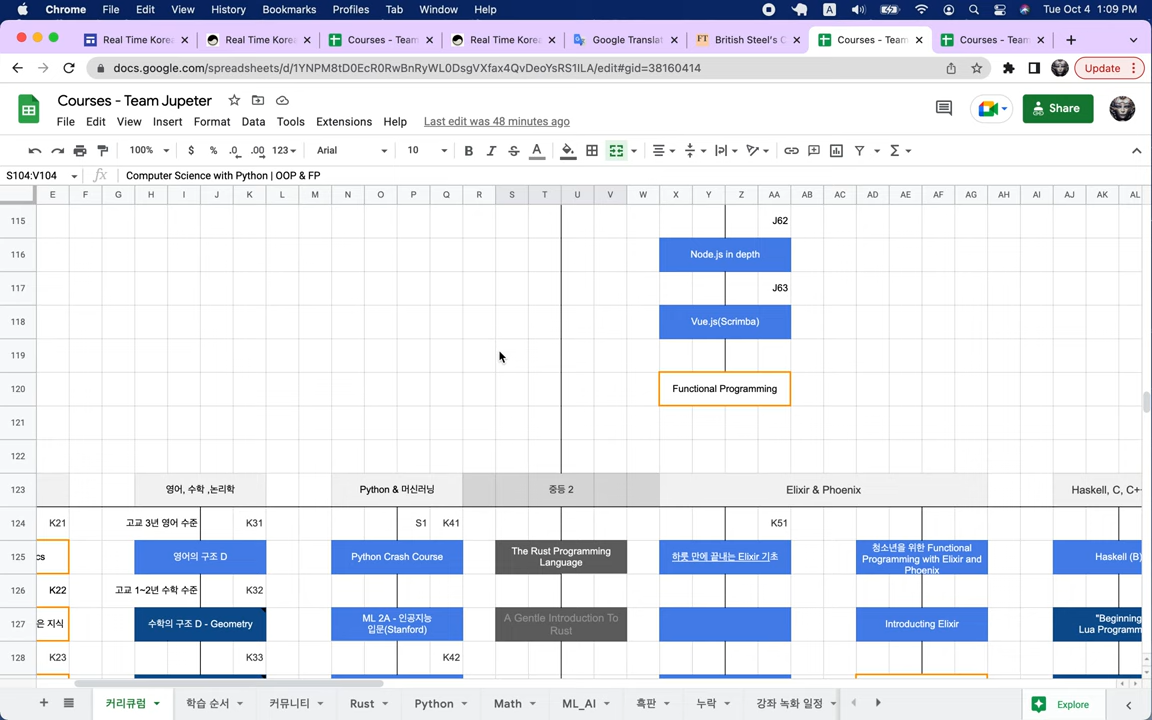 Chrome File Edit View History Bookmarks Profiles Tab Window Help A Tue Oct 4 1:09 PM
Real Time Korea Real Time Korea Courses - Team Real Time Korea Google Translat British Steel's C Courses - Team Courses - Team
docs.google.com/spreadsheets/d/1YNPM8tD0EcR0RwBnRyWL0DsgVXfax4QvDeoYsRS1ILA/edit#gid=38160414 Update
Courses - Team Jupeter
File Edit View Insert Format Data Tools Extensions Help Last edit was 48 minutes ago Share
100% $ % .0 .00 123 Arial 10 B I S A
S104:V104 fx Computer Science with Python | OOP & FP
E F G H I J K L M N O P Q R S T U V W X Y Z AA AB AC AD AE AF AG AH AI AJ AK AL
115 J62
116 Node.js in depth
117 J63
118 Vue.js(Scrimba)
119
120 Functional Programming
121
122
123 영어, 수학 ,논리학 Python & 머신러닝 중등 2 Elixir & Phoenix Haskell, C, C+
124 K21 고교 3년 영어 수준 K31 S1 K41 K51
125 cs 영어의 구조 D Python Crash Course The Rust Programming Language 하룻 만에 끝내는 Elixir 기초 청소년을 위한 Functional Programming with Elixir and Phoenix Haskell (B)
126 K22 고교 1~2년 수학 수준 K32
127 은 지식 수학의 구조 D - Geometry ML 2A - 인공지능 입문(Stanford) A Gentle Introduction To Rust Introducing Elixir "Beginning Lua Programm
128 K23 K33 K42
커리큘럼 학습 순서 커뮤니티 Rust Python Math ML_AI 흑판 누락 강좌 녹화 일정 Explore